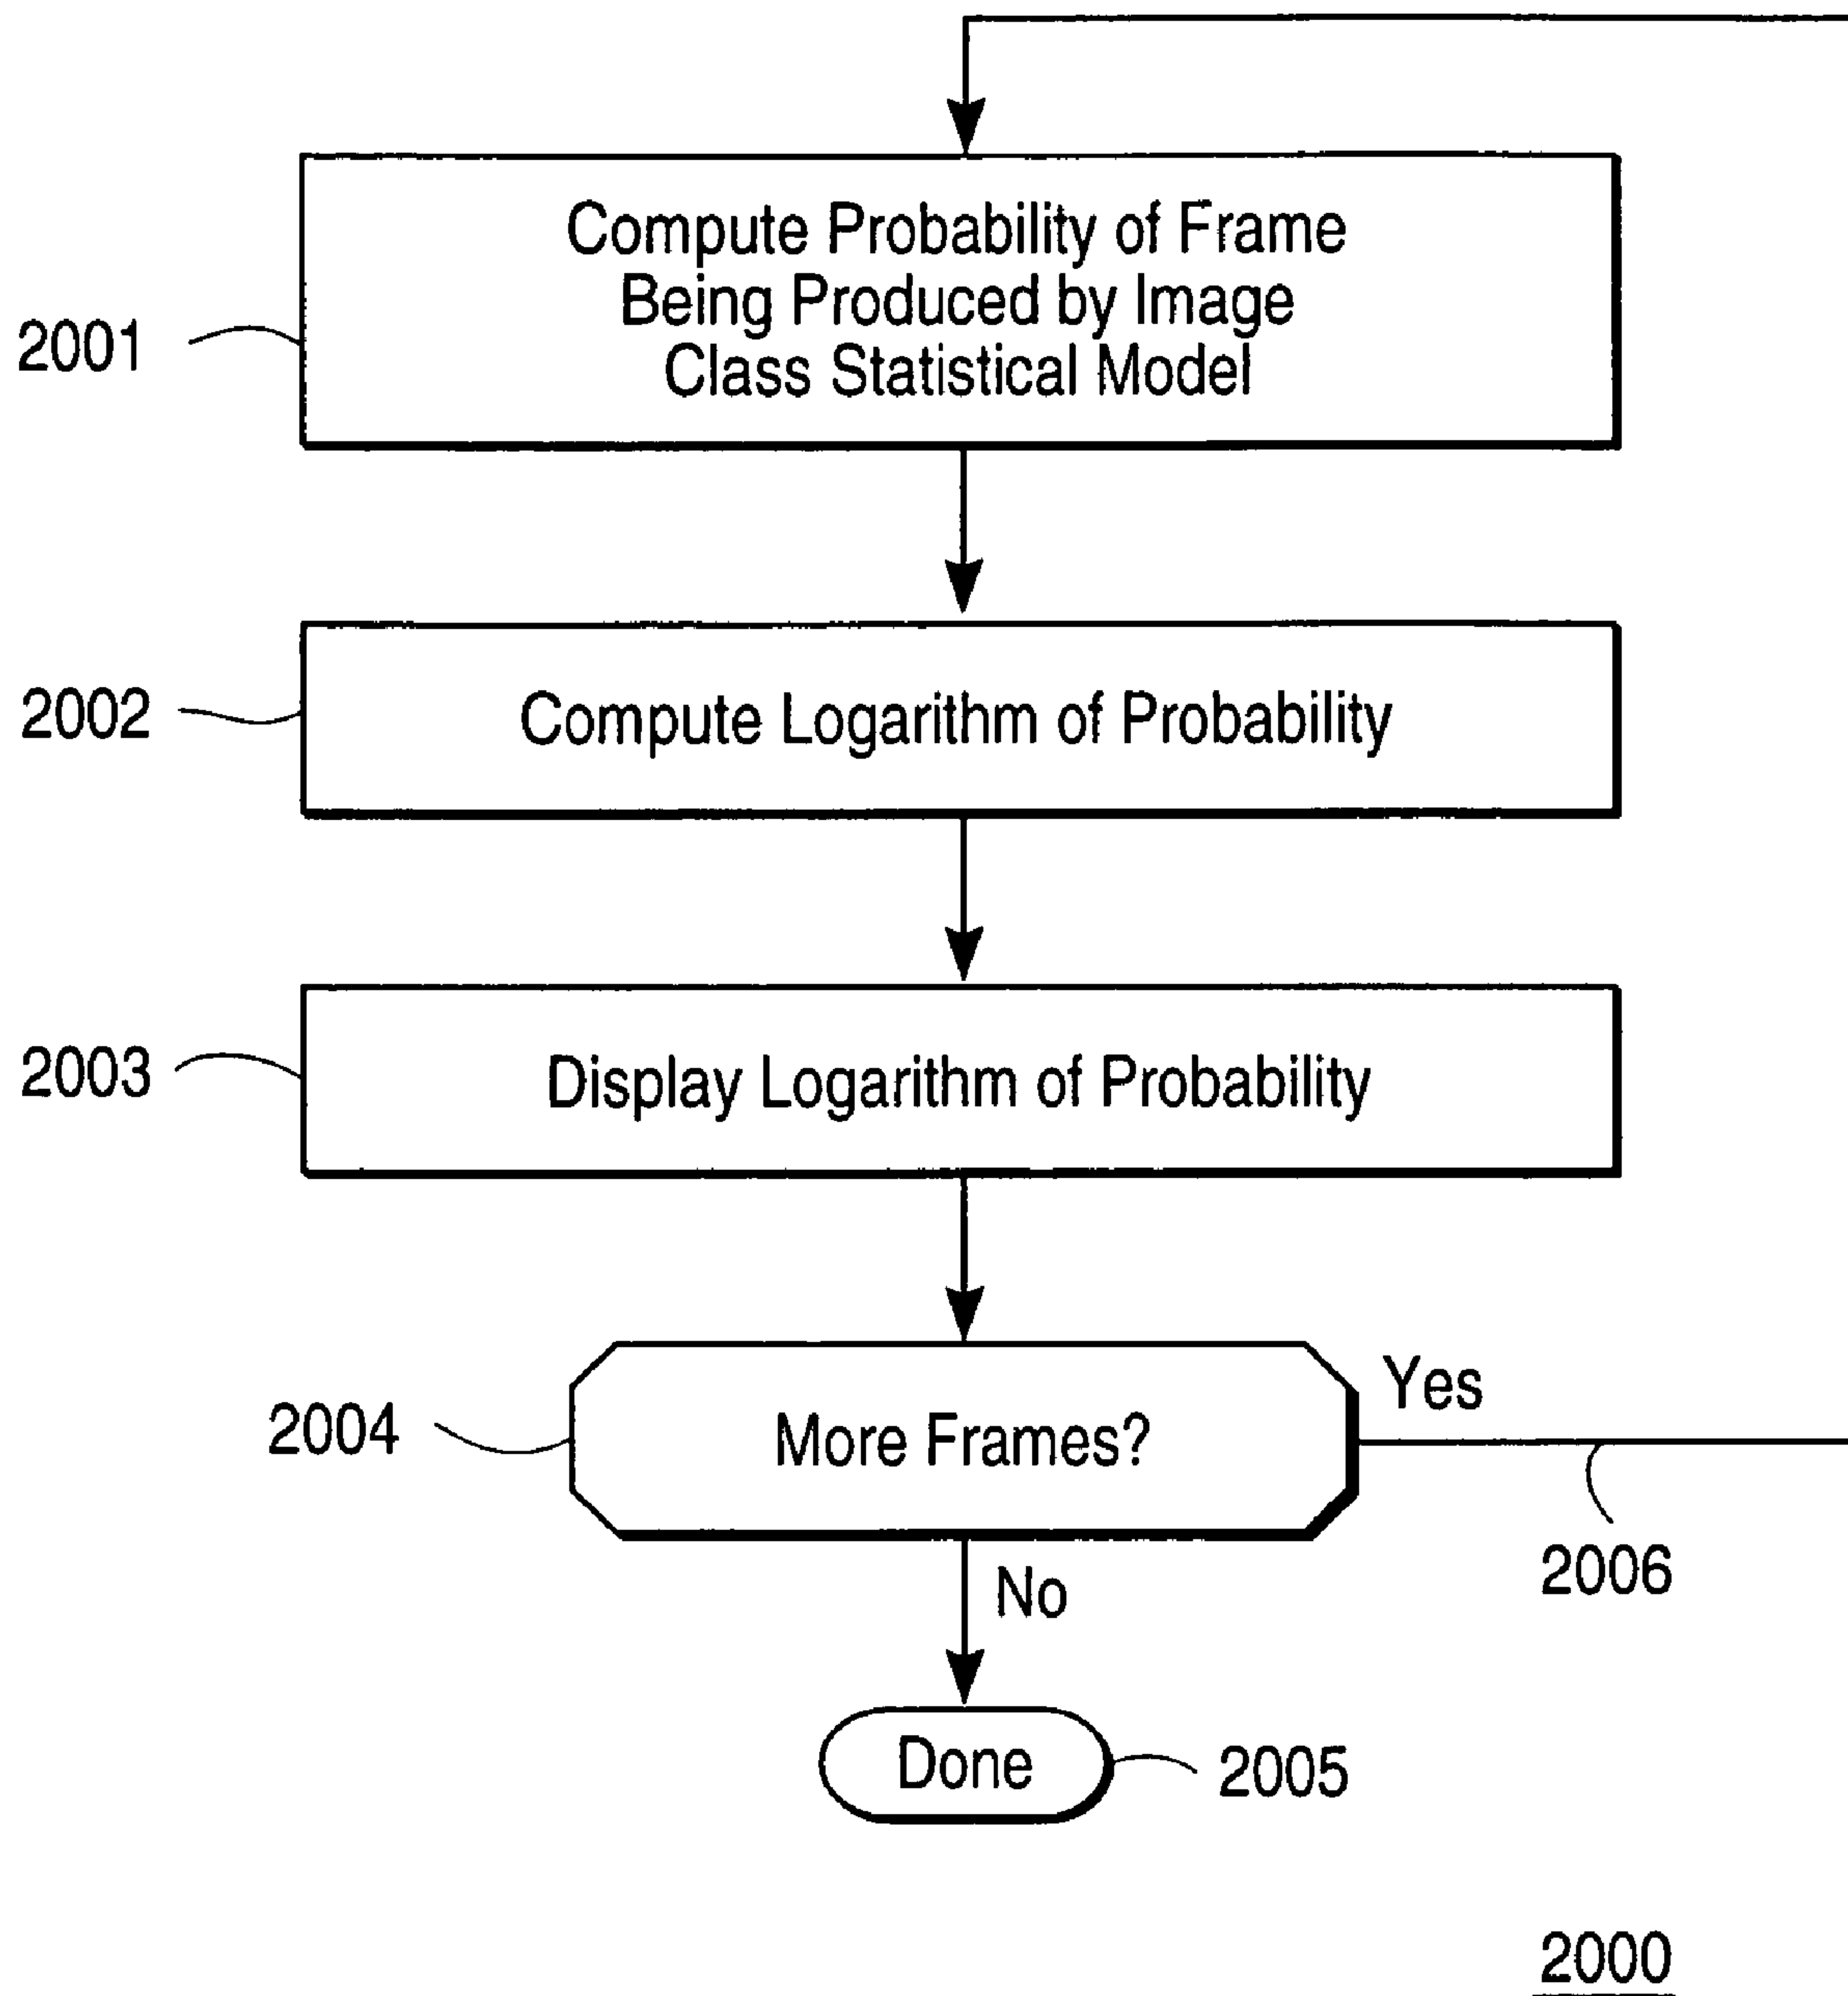 Compute Probability of Frame
Being Produced by Image
Class Statistical Model
2001
Compute Logarithm of Probability
2002
Display Logarithm of Probability
2003
More Frames?
2004
Yes
2006
No
Done
2005
2000